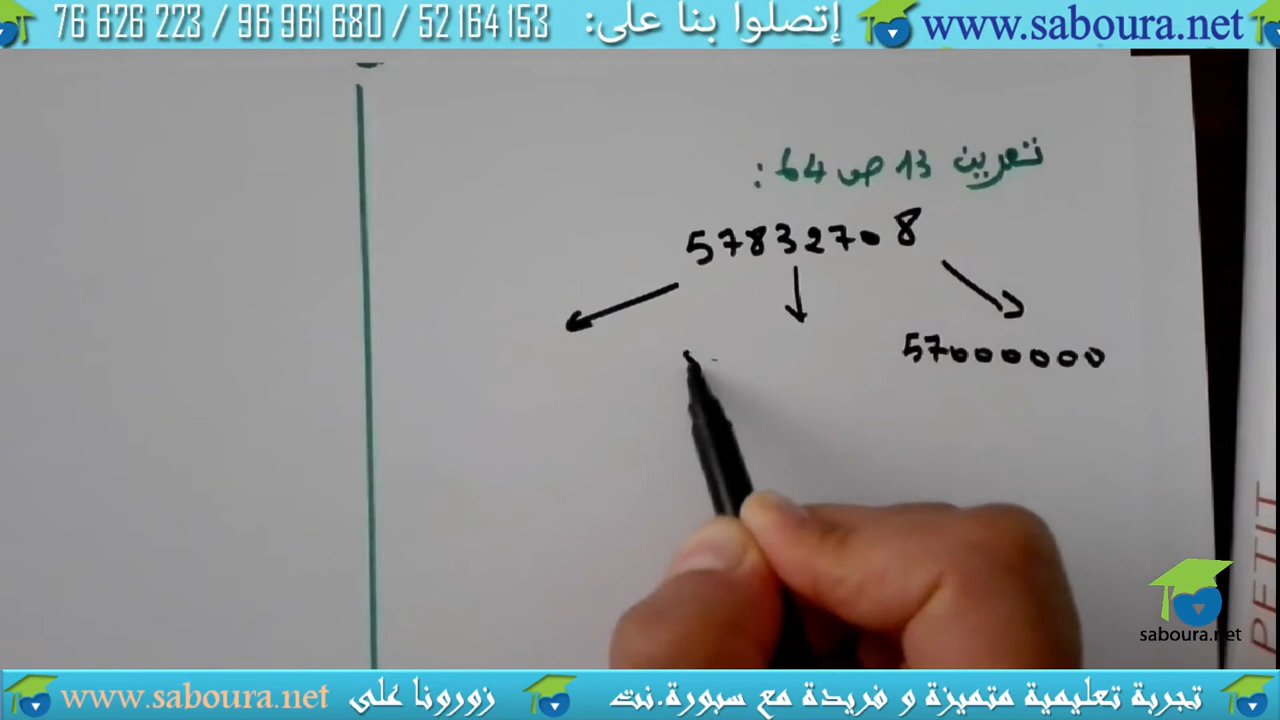 76 626 223 / 96 961 680 / 52 164 153 إتصلوا بنا على: www.saboura.net
تمرين 13 ص 64 :
57832708
57000000
PETIT
saboura.net
تجربة تعليمية متميزة و فريدة مع سبورة.نت زورونا على www.saboura.net